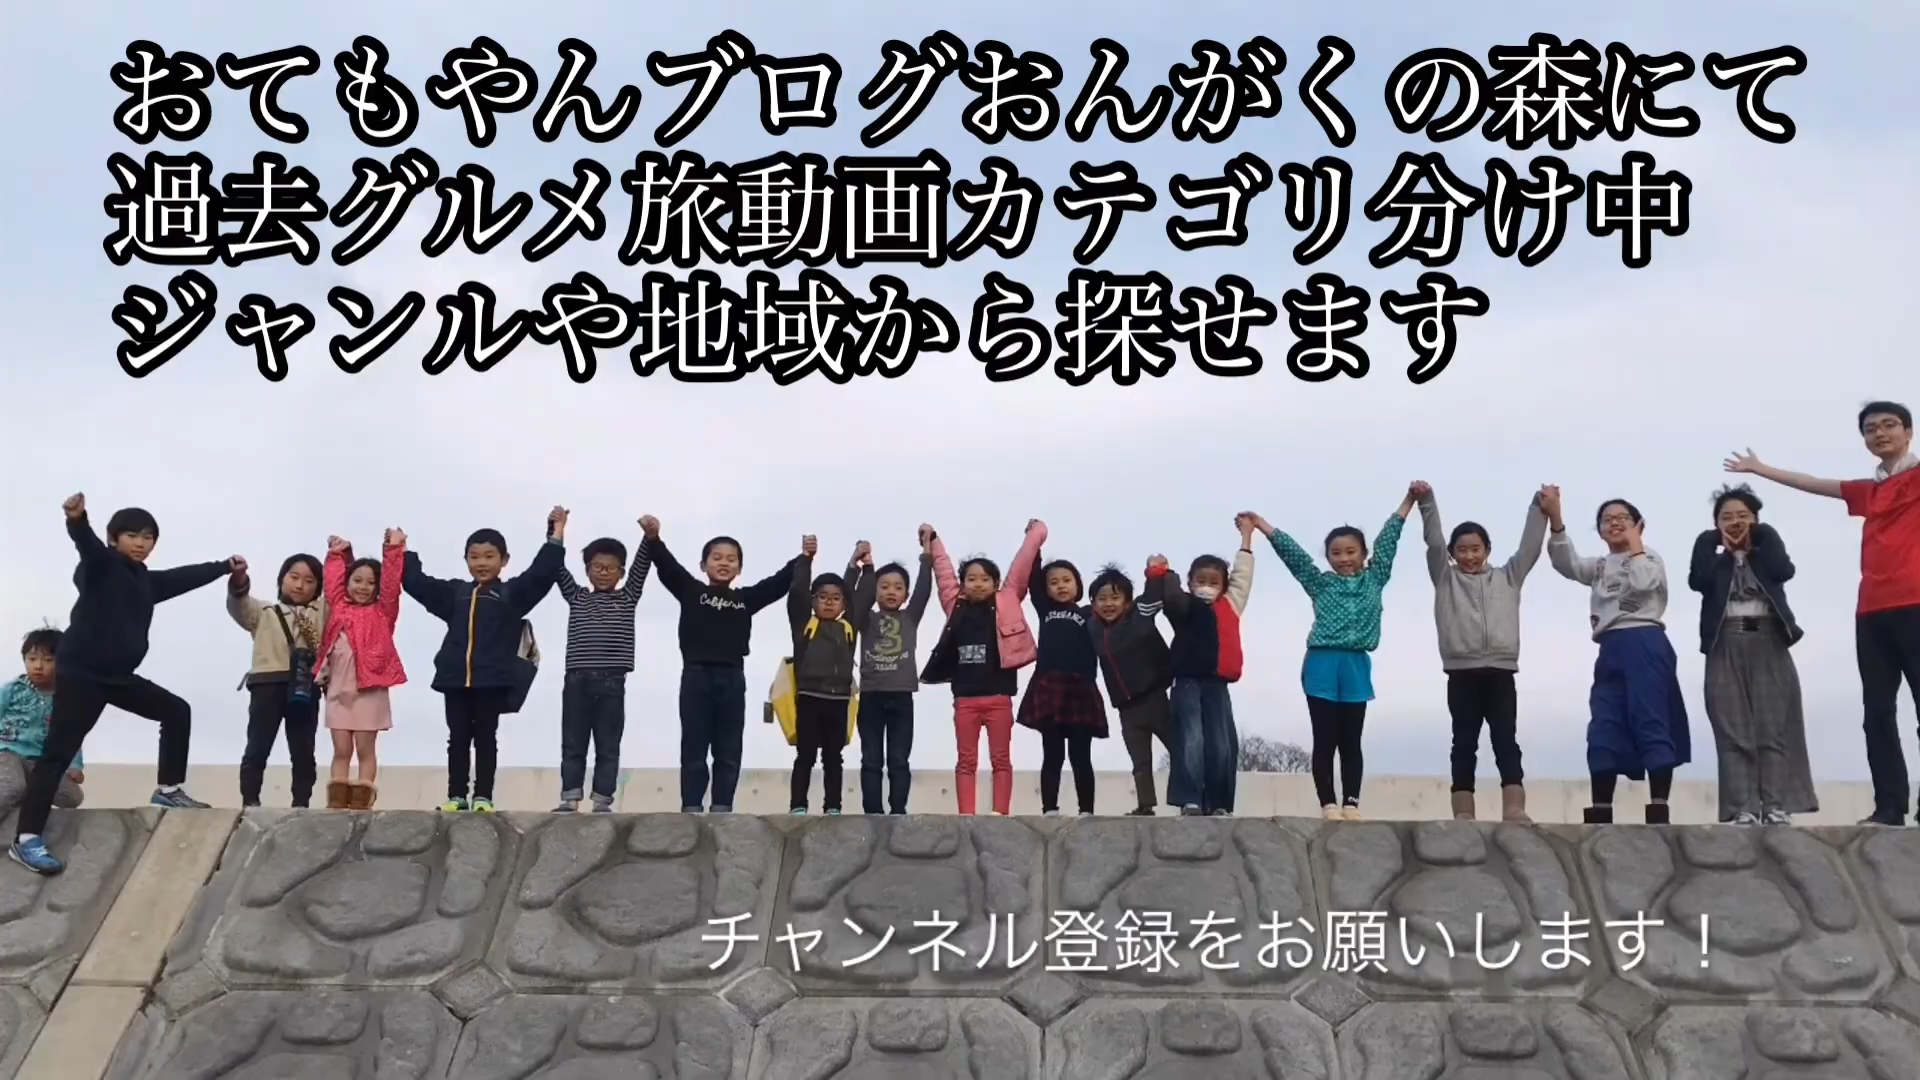 おてもやんブログおんがくの森にて
過去グルメ旅動画カテゴリ分け中
ジャンルや地域から探せます
California
チャンネル登録をお願いします！